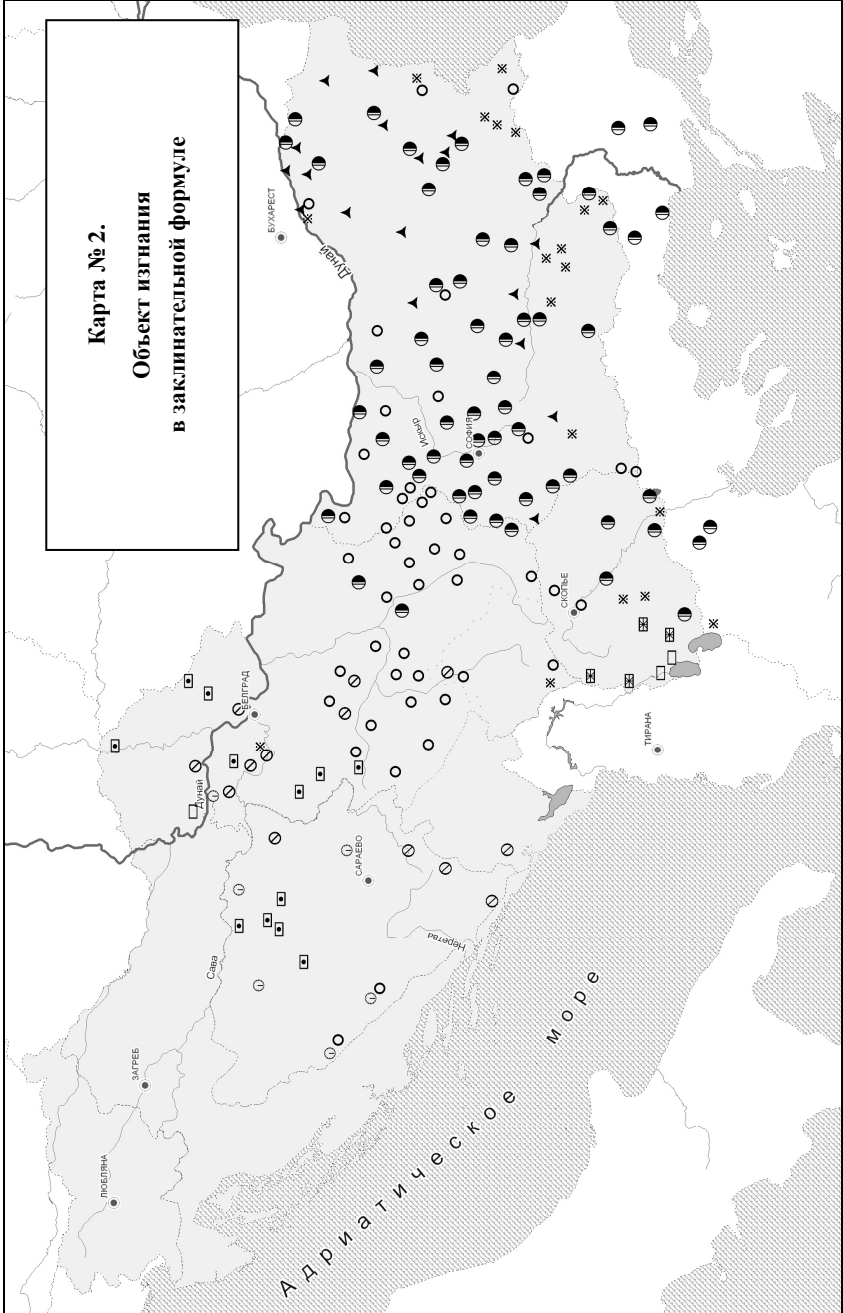 Карта № 2.
Объект изгнания
в заклинательной формуле
БУХАРЕСТ
Дунай
Искыр
СОФИЯ
СКОПЬЕ
БЕЛГРАД
ТИРАНА
Дунай
САРАЕВО
Неретва
Сава
ЗАГРЕБ
ЛЮБЛЯНА
Адриатическое море